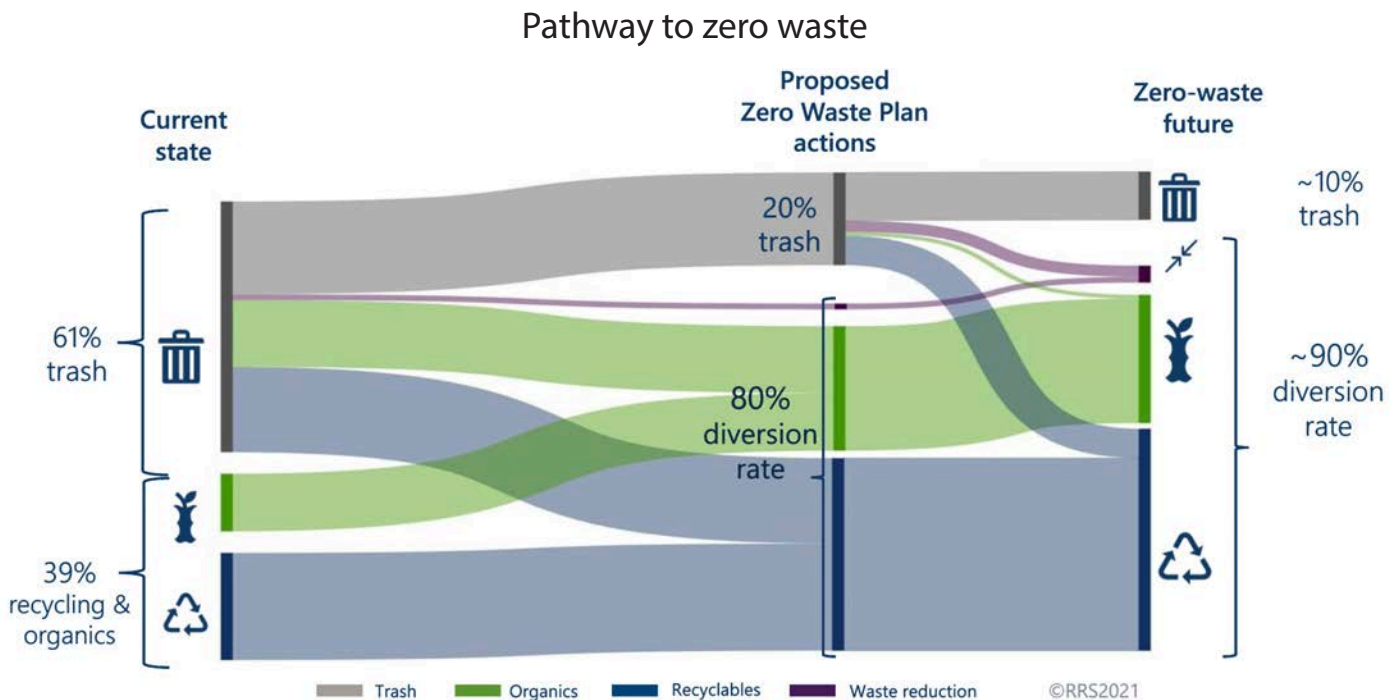 Pathway to zero waste
Current
state
Proposed
Zero Waste Plan
actions
Zero-waste
future
61%
trash
39%
recycling &
organics
20%
trash
80%
diversion
rate
~10%
trash
~90%
diversion
rate
Trash
Organics
Recyclables
Waste reduction
©RRS2021